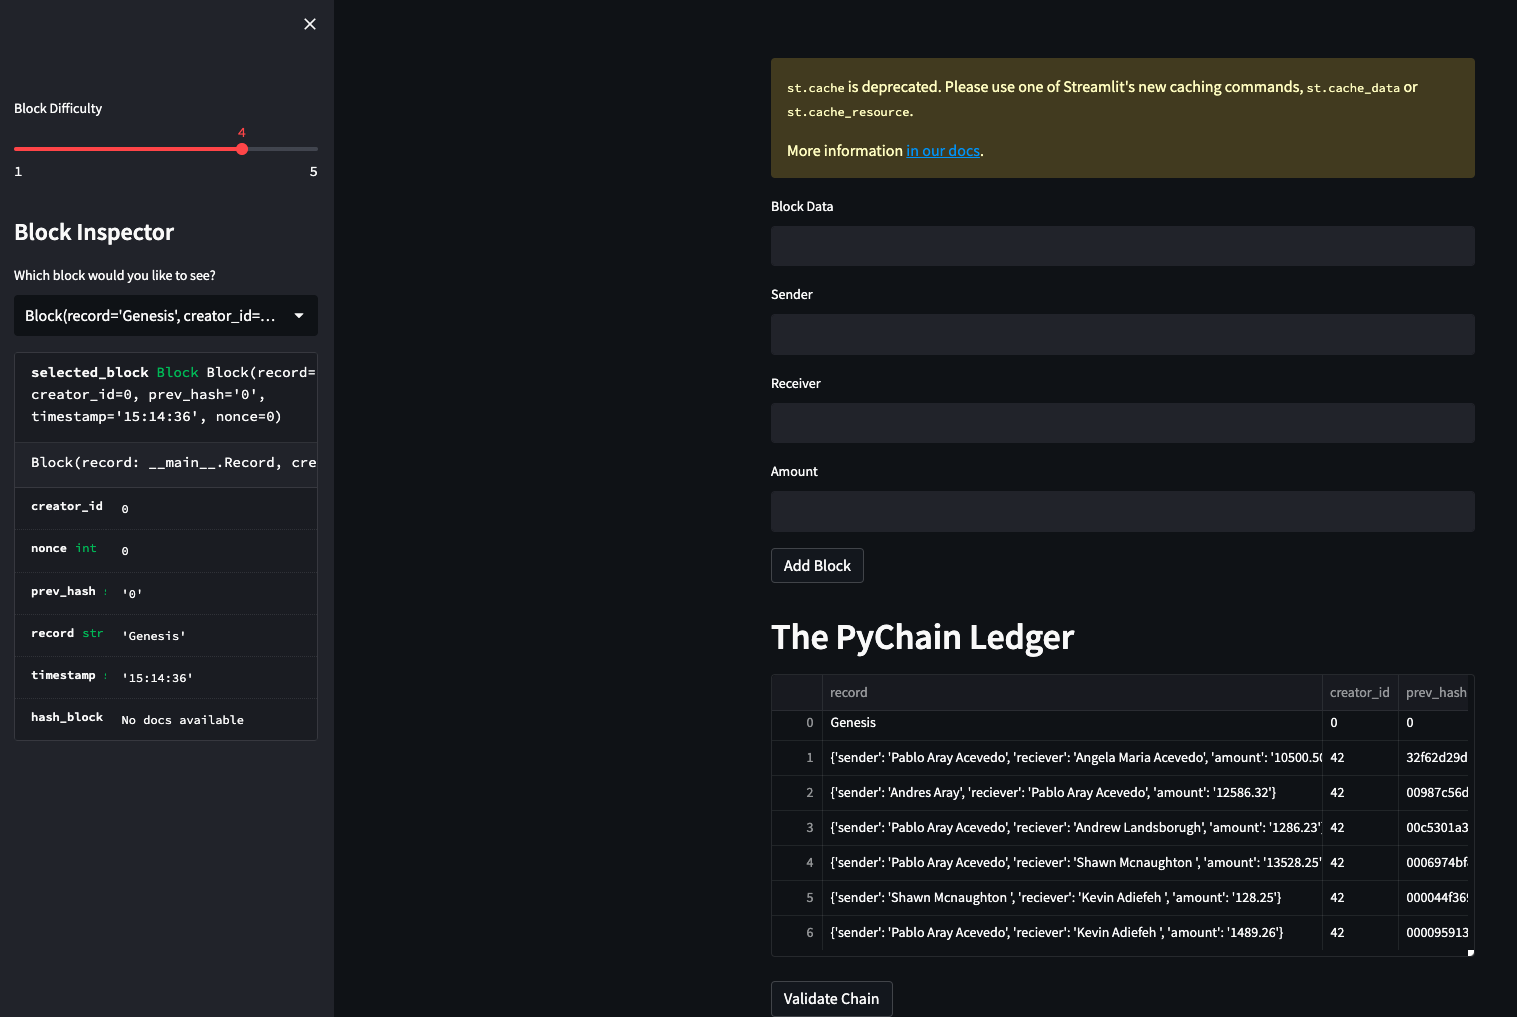 Block Difficulty
4
1 5
Block Inspector
Which block would you like to see?
Block(record='Genesis', creator_id=...
selected_block Block Block(record=
creator_id=0, prev_hash='0',
timestamp='15:14:36', nonce=0)
Block(record: __main__.Record, cre
creator_id 0
nonce int 0
prev_hash '0'
record str 'Genesis'
timestamp '15:14:36'
hash_block No docs available
st.cache is deprecated. Please use one of Streamlit's new caching commands, st.cache_data or
st.cache_resource.
More information in our docs.
Block Data
Sender
Receiver
Amount
Add Block
The PyChain Ledger
record creator_id prev_hash
0 Genesis 0 0
1 {'sender': 'Pablo Aray Acevedo', 'reciever': 'Angela Maria Acevedo', 'amount': '10500.50 42 32f62d29d
2 {'sender': 'Andres Aray', 'reciever': 'Pablo Aray Acevedo', 'amount': '12586.32'} 42 00987c56d
3 {'sender': 'Pablo Aray Acevedo', 'reciever': 'Andrew Landsborugh', 'amount': '1286.23'} 42 00c5301a3
4 {'sender': 'Pablo Aray Acevedo', 'reciever': 'Shawn Mcnaughton ', 'amount': '13528.25' 42 0006974bf
5 {'sender': 'Shawn Mcnaughton ', 'reciever': 'Kevin Adiefeh ', 'amount': '128.25'} 42 000044f36
6 {'sender': 'Pablo Aray Acevedo', 'reciever': 'Kevin Adiefeh ', 'amount': '1489.26'} 42 000095913
Validate Chain